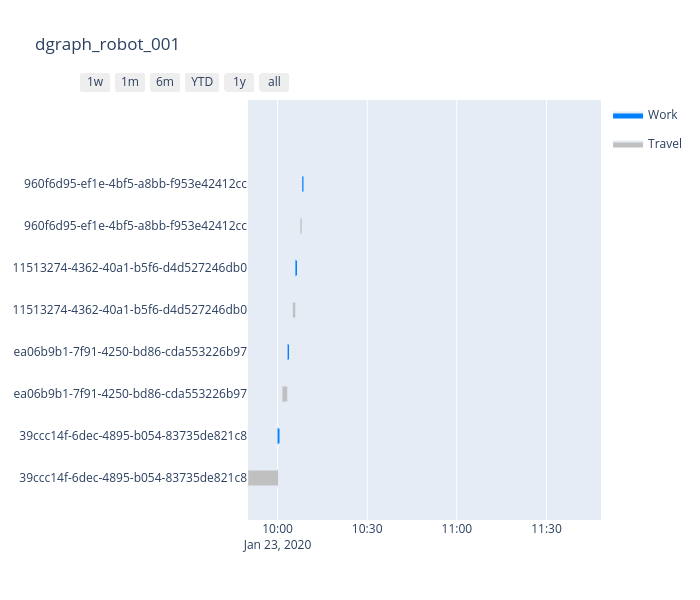 dgraph_robot_001
1w 1m 6m YTD 1y all
Work
Travel
960f6d95-ef1e-4bf5-a8bb-f953e42412cc
960f6d95-ef1e-4bf5-a8bb-f953e42412cc
11513274-4362-40a1-b5f6-d4d527246db0
11513274-4362-40a1-b5f6-d4d527246db0
ea06b9b1-7f91-4250-bd86-cda553226b97
ea06b9b1-7f91-4250-bd86-cda553226b97
39ccc14f-6dec-4895-b054-83735de821c8
39ccc14f-6dec-4895-b054-83735de821c8
10:00 10:30 11:00 11:30
Jan 23, 2020